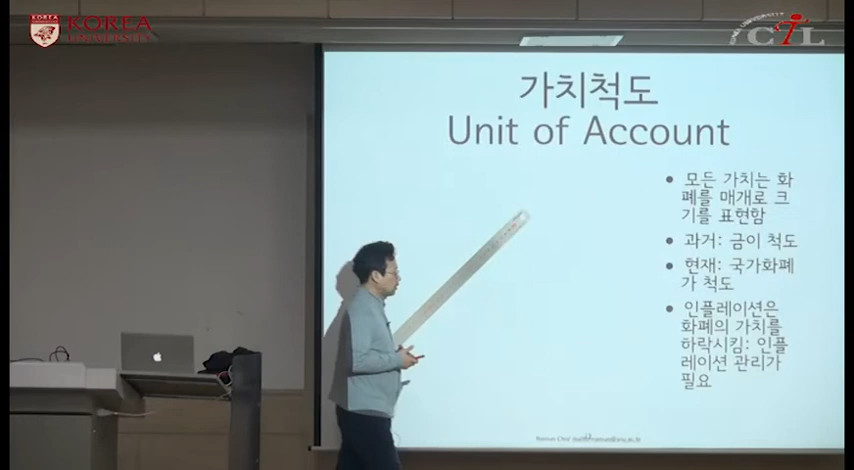 KOREA
UNIVERSITY
CTL
가치척도
Unit of Account
• 모든 가치는 화
폐를 매개로 크
기를 표현함
• 과거: 금이 척도
• 현재: 국가화폐
가 척도
• 인플레이션은
화폐의 가치를
하락시킴: 인플
레이션 관리가
필요